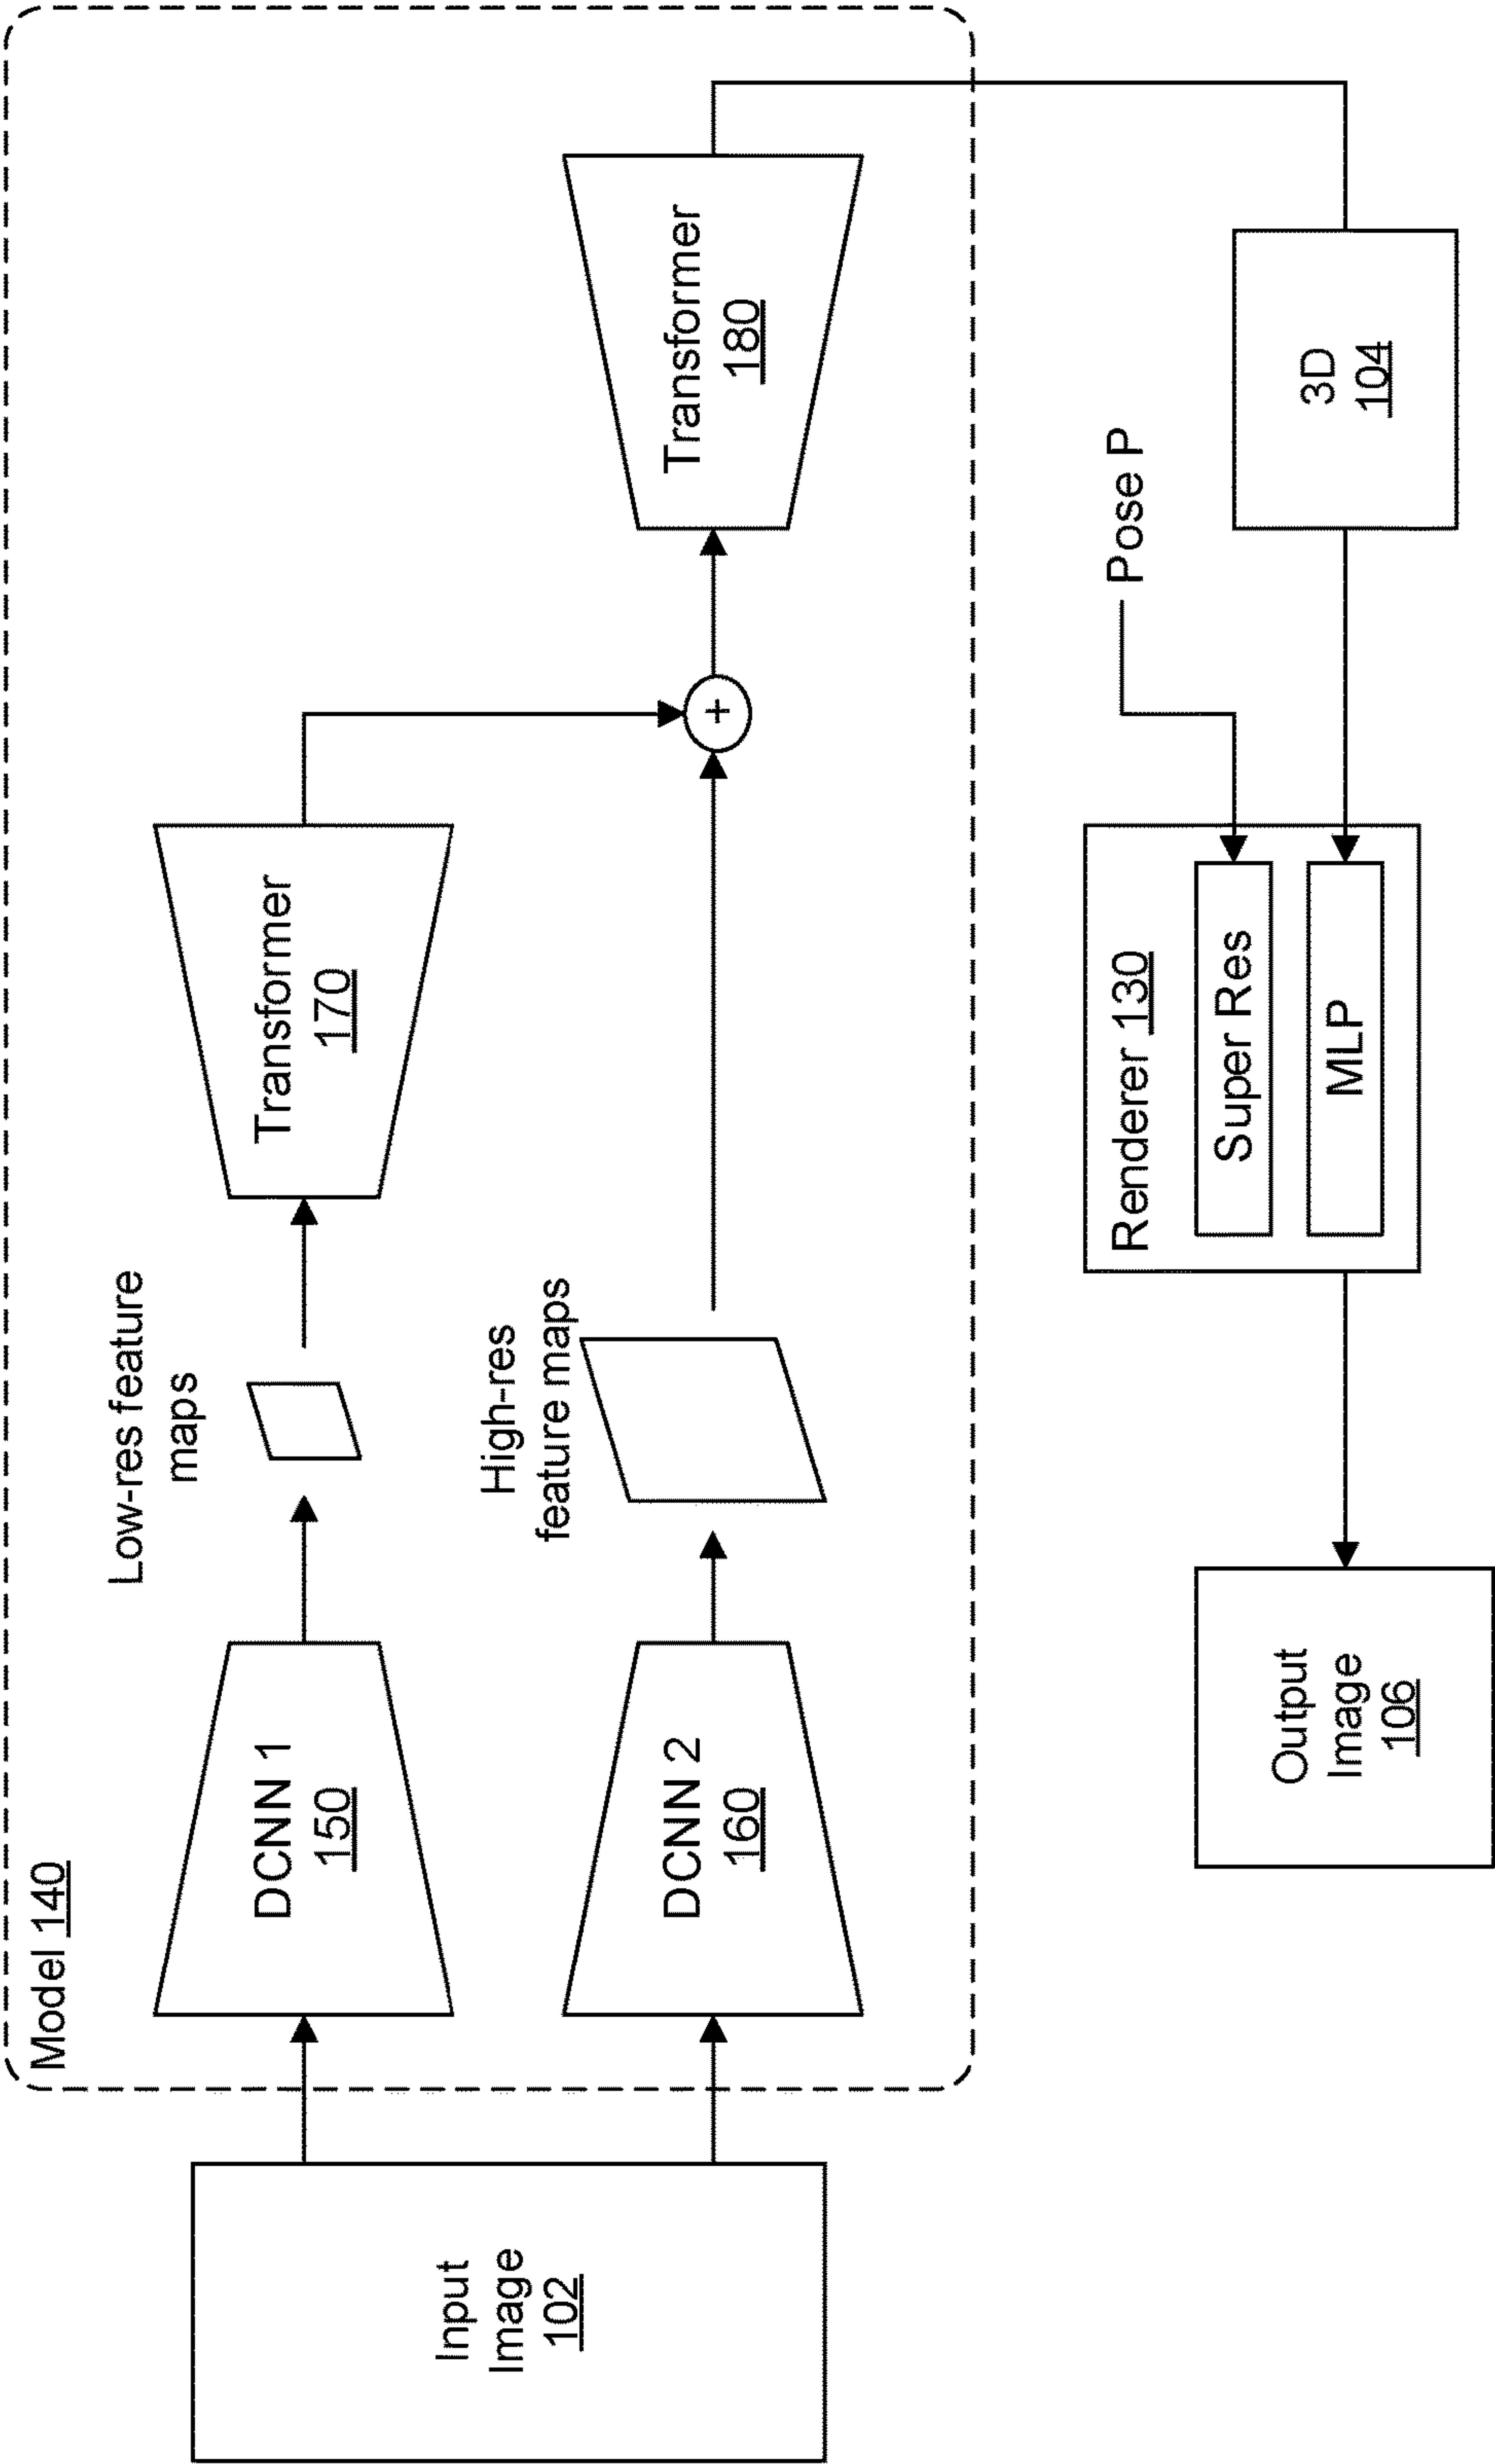 Model 140
Input
Image
102
DCNN 1
150
Low-res feature
maps
Transformer
170
DCNN 2
160
High-res
feature maps
+
Transformer
180
Output
Image
106
Renderer 130
Super Res
MLP
Pose P
3D
104